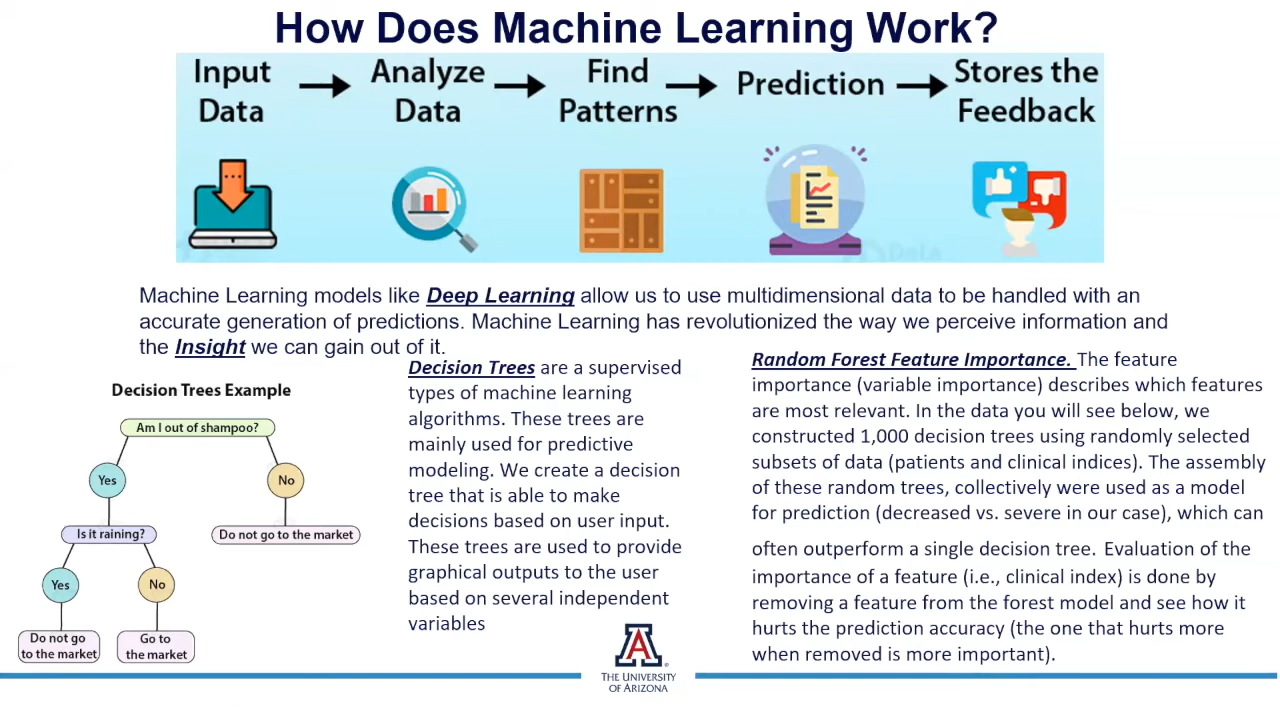 How Does Machine Learning Work?
Input
Data
Analyze
Data
Find
Patterns
Prediction
Stores the
Feedback
Machine Learning models like Deep Learning allow us to use multidimensional data to be handled with an
accurate generation of predictions. Machine Learning has revolutionized the way we perceive information and
the Insight we can gain out of it.
Decision Trees Example
Am I out of shampoo?
Yes
No
Is it raining?
Do not go to the market
Yes
No
Do not go
to the market
Go to
the market
Decision Trees are a supervised
types of machine learning
algorithms. These trees are
mainly used for predictive
modeling. We create a decision
tree that is able to make
decisions based on user input.
These trees are used to provide
graphical outputs to the user
based on several independent
variables
Random Forest Feature Importance. The feature
importance (variable importance) describes which features
are most relevant. In the data you will see below, we
constructed 1,000 decision trees using randomly selected
subsets of data (patients and clinical indices). The assembly
of these random trees, collectively were used as a model
for prediction (decreased vs. severe in our case), which can
often outperform a single decision tree. Evaluation of the
importance of a feature (i.e., clinical index) is done by
removing a feature from the forest model and see how it
hurts the prediction accuracy (the one that hurts more
when removed is more important).
A
THE UNIVERSITY
OF ARIZONA